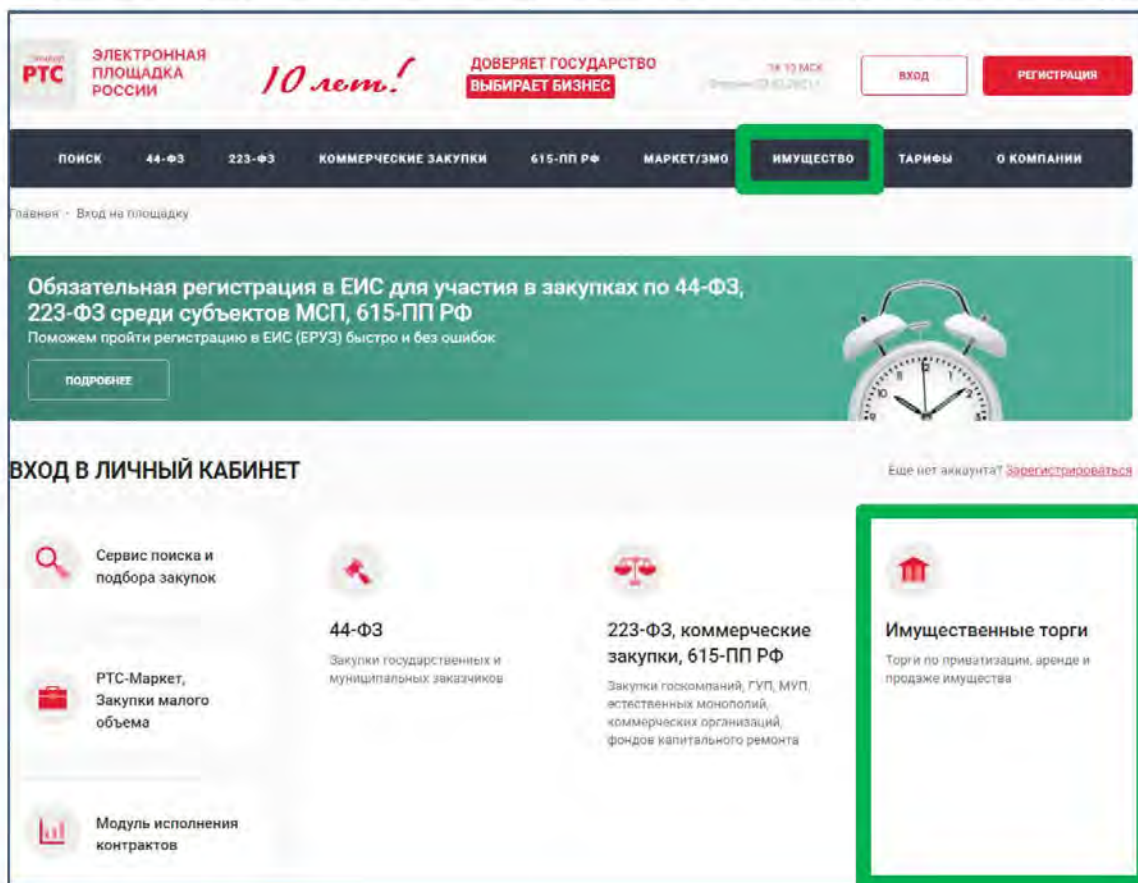 РТС
ЭЛЕКТРОННАЯ
ПЛОЩАДКА
РОССИИ
10 лет!
ДОВЕРЯЕТ ГОСУДАРСТВО
ВЫБИРАЕТ БИЗНЕС
МСК
ВХОД
РЕГИСТРАЦИЯ
ПОИСК 44-ФЗ 223-ФЗ КОММЕРЧЕСКИЕ ЗАКУПКИ 615-ПП РФ МАРКЕТ/ЗМО ИМУЩЕСТВО ТАРИФЫ О КОМПАНИИ
Главная · Вход на площадку
Обязательная регистрация в ЕИС для участия в закупках по 44-ФЗ,
223-ФЗ среди субъектов МСП, 615-ПП РФ
Поможем пройти регистрацию в ЕИС (ЕРУЗ) быстро и без ошибок
ПОДРОБНЕЕ
ВХОД В ЛИЧНЫЙ КАБИНЕТ
Еще нет аккаунта? Зарегистрироваться
Сервис поиска и
подбора закупок
РТС-Маркет,
Закупки малого
объема
Модуль исполнения
контрактов
44-ФЗ
Закупки государственных и
муниципальных заказчиков
223-ФЗ, коммерческие
закупки, 615-ПП РФ
Закупки госкомпаний, ГУП, МУП,
естественных монополий,
коммерческих организаций,
фондов капитального ремонта
Имущественные торги
Торги по приватизации, аренде и
продаже имущества